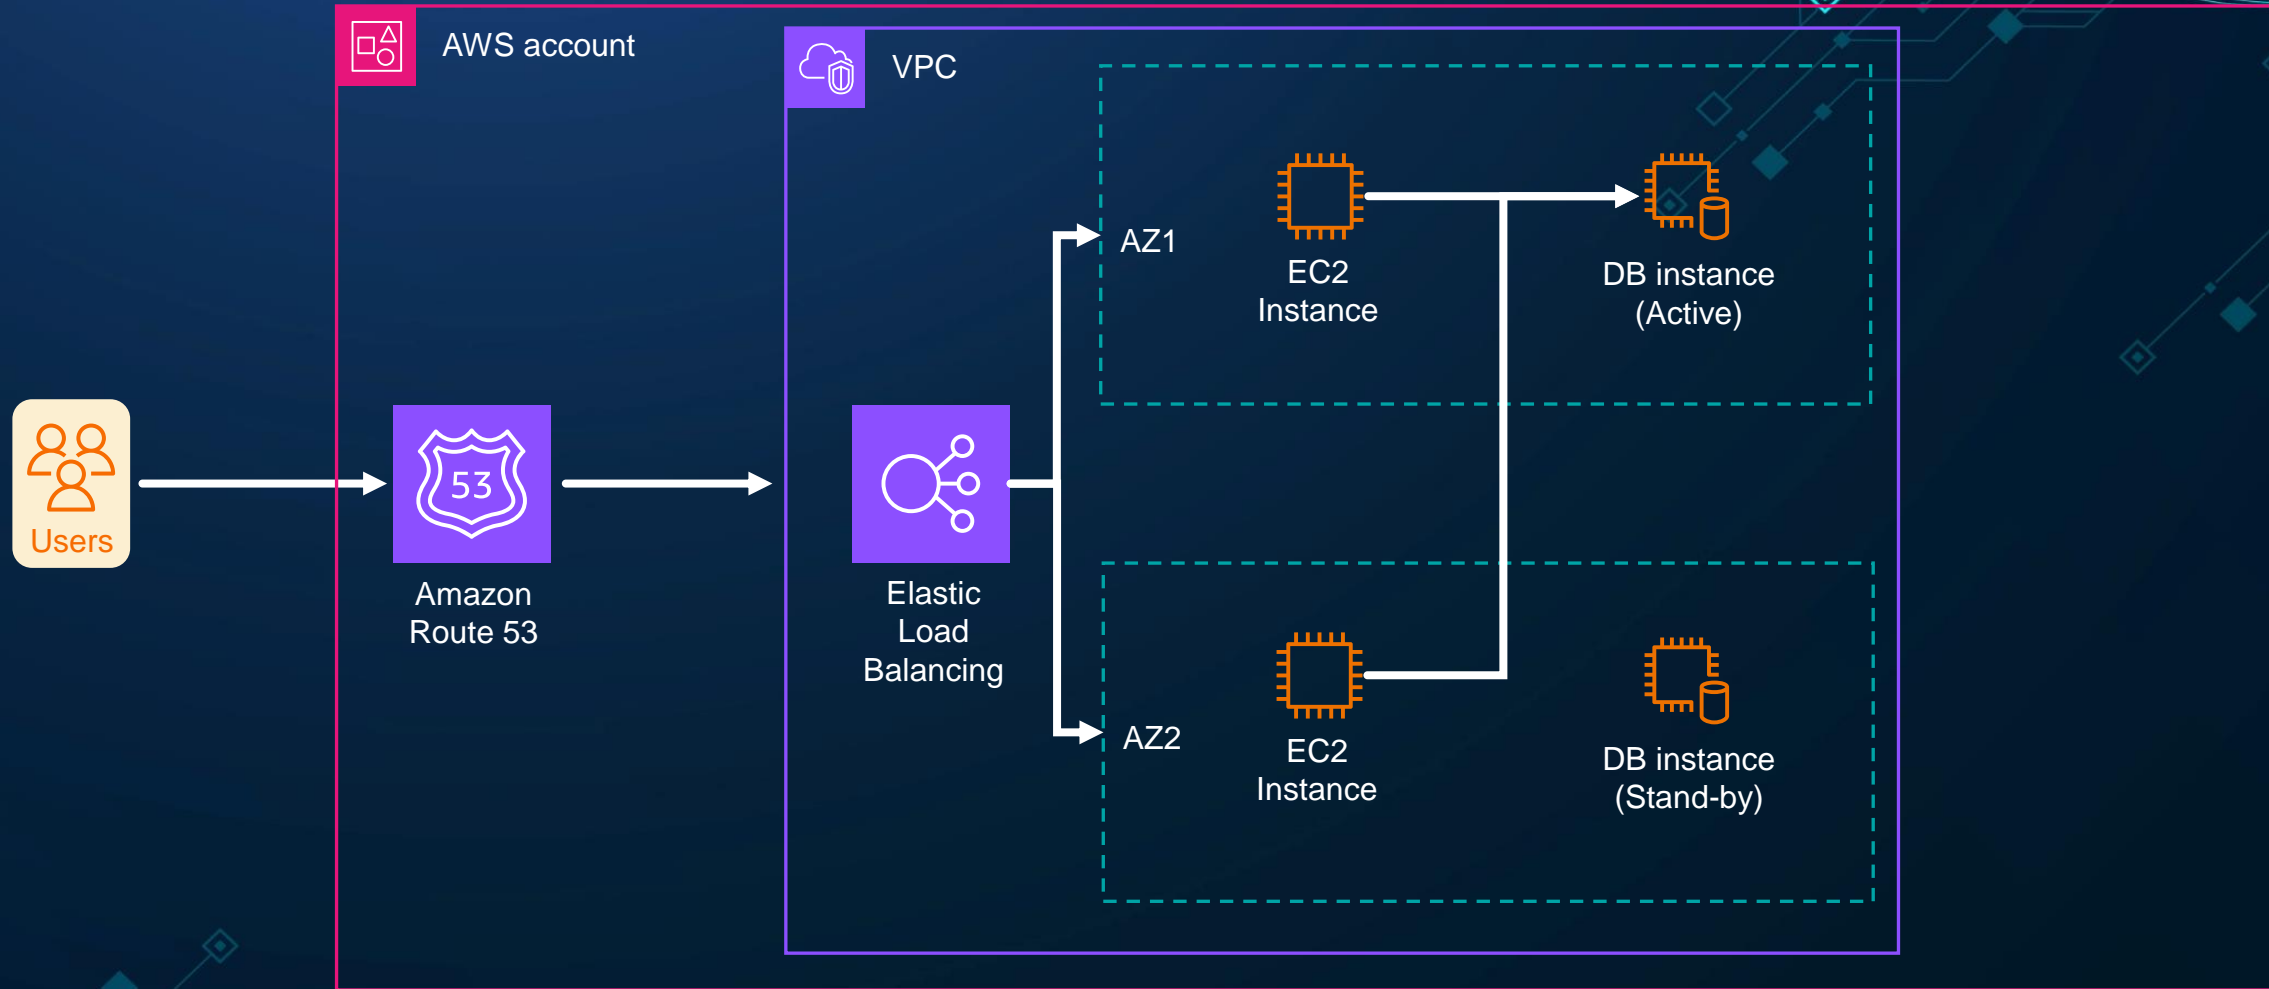 AWS account
VPC
AZ1
EC2
Instance
DB instance
(Active)
Users
53
Amazon
Route 53
Elastic
Load
Balancing
AZ2
EC2
Instance
DB instance
(Stand-by)